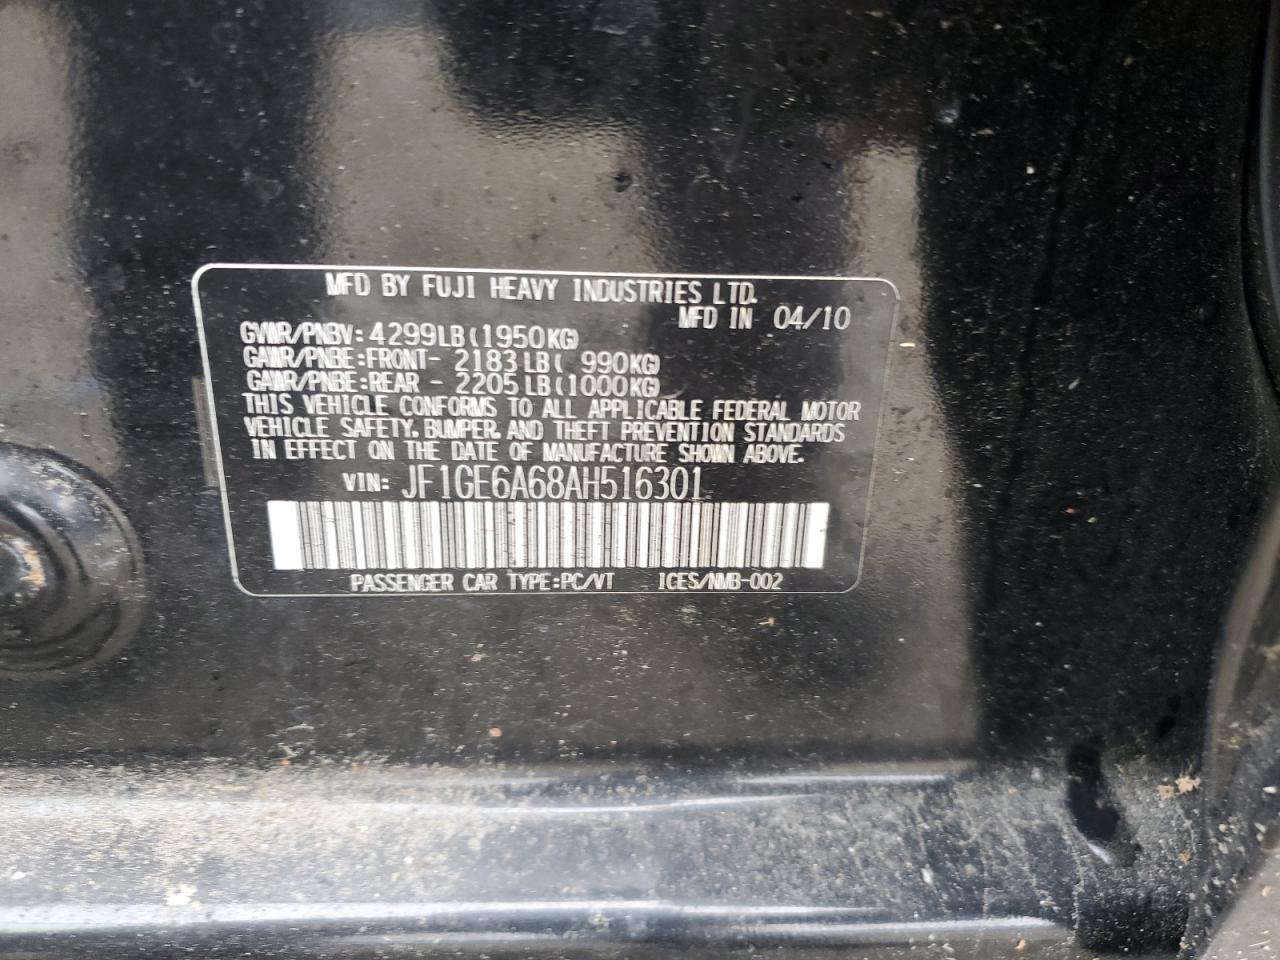 MFD BY FUJI HEAVY INDUSTRIES LTD.
MFD IN 04/10
GVWR/PNBV: 4299LB(1950KG)
GAWR/PNBE:FRONT- 2183LB( 990KG)
GAWR/PNBE:REAR - 2205LB(1000KG)
THIS VEHICLE CONFORMS TO ALL APPLICABLE FEDERAL MOTOR
VEHICLE SAFETY, BUMPER, AND THEFT PREVENTION STANDARDS
IN EFFECT ON THE DATE OF MANUFACTURE SHOWN ABOVE.
VIN: JF1GE6A68AH516301
PASSENGER CAR TYPE:PC/VT ICES/NMB-002